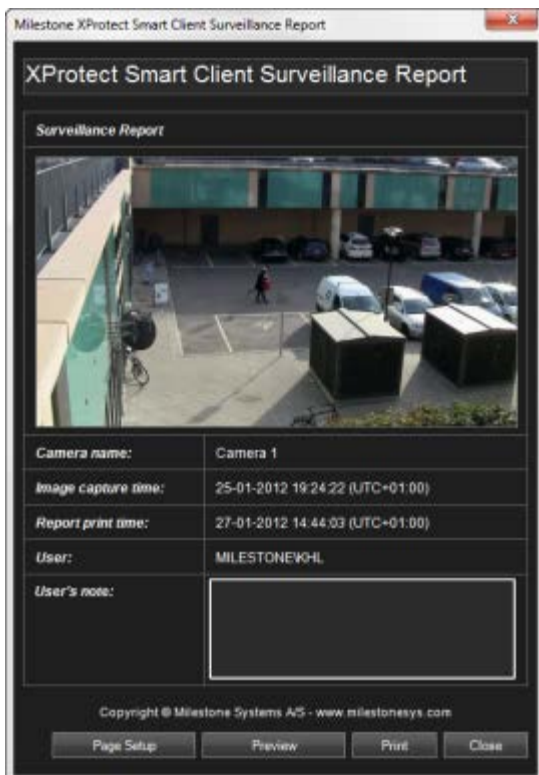 Milestone XProtect Smart Client Surveillance Report
XProtect Smart Client Surveillance Report
Surveillance Report
Camera name: Camera 1
Image capture time: 25-01-2012 19:24:22 (UTC+01:00)
Report print time: 27-01-2012 14:44:03 (UTC+01:00)
User: MILESTONE\KHL
User's note:
Copyright © Milestone Systems A/S - www.milestonesys.com
Page Setup Preview Print Close